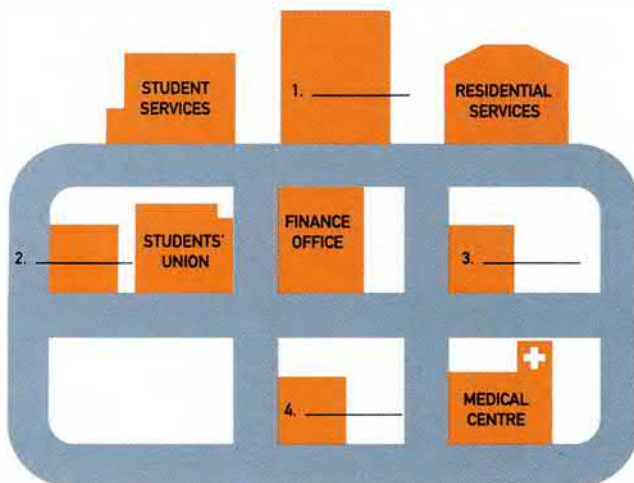 STUDENT
SERVICES
1.
RESIDENTIAL
SERVICES
2.
STUDENTS'
UNION
FINANCE
OFFICE
3.
4.
MEDICAL
CENTRE